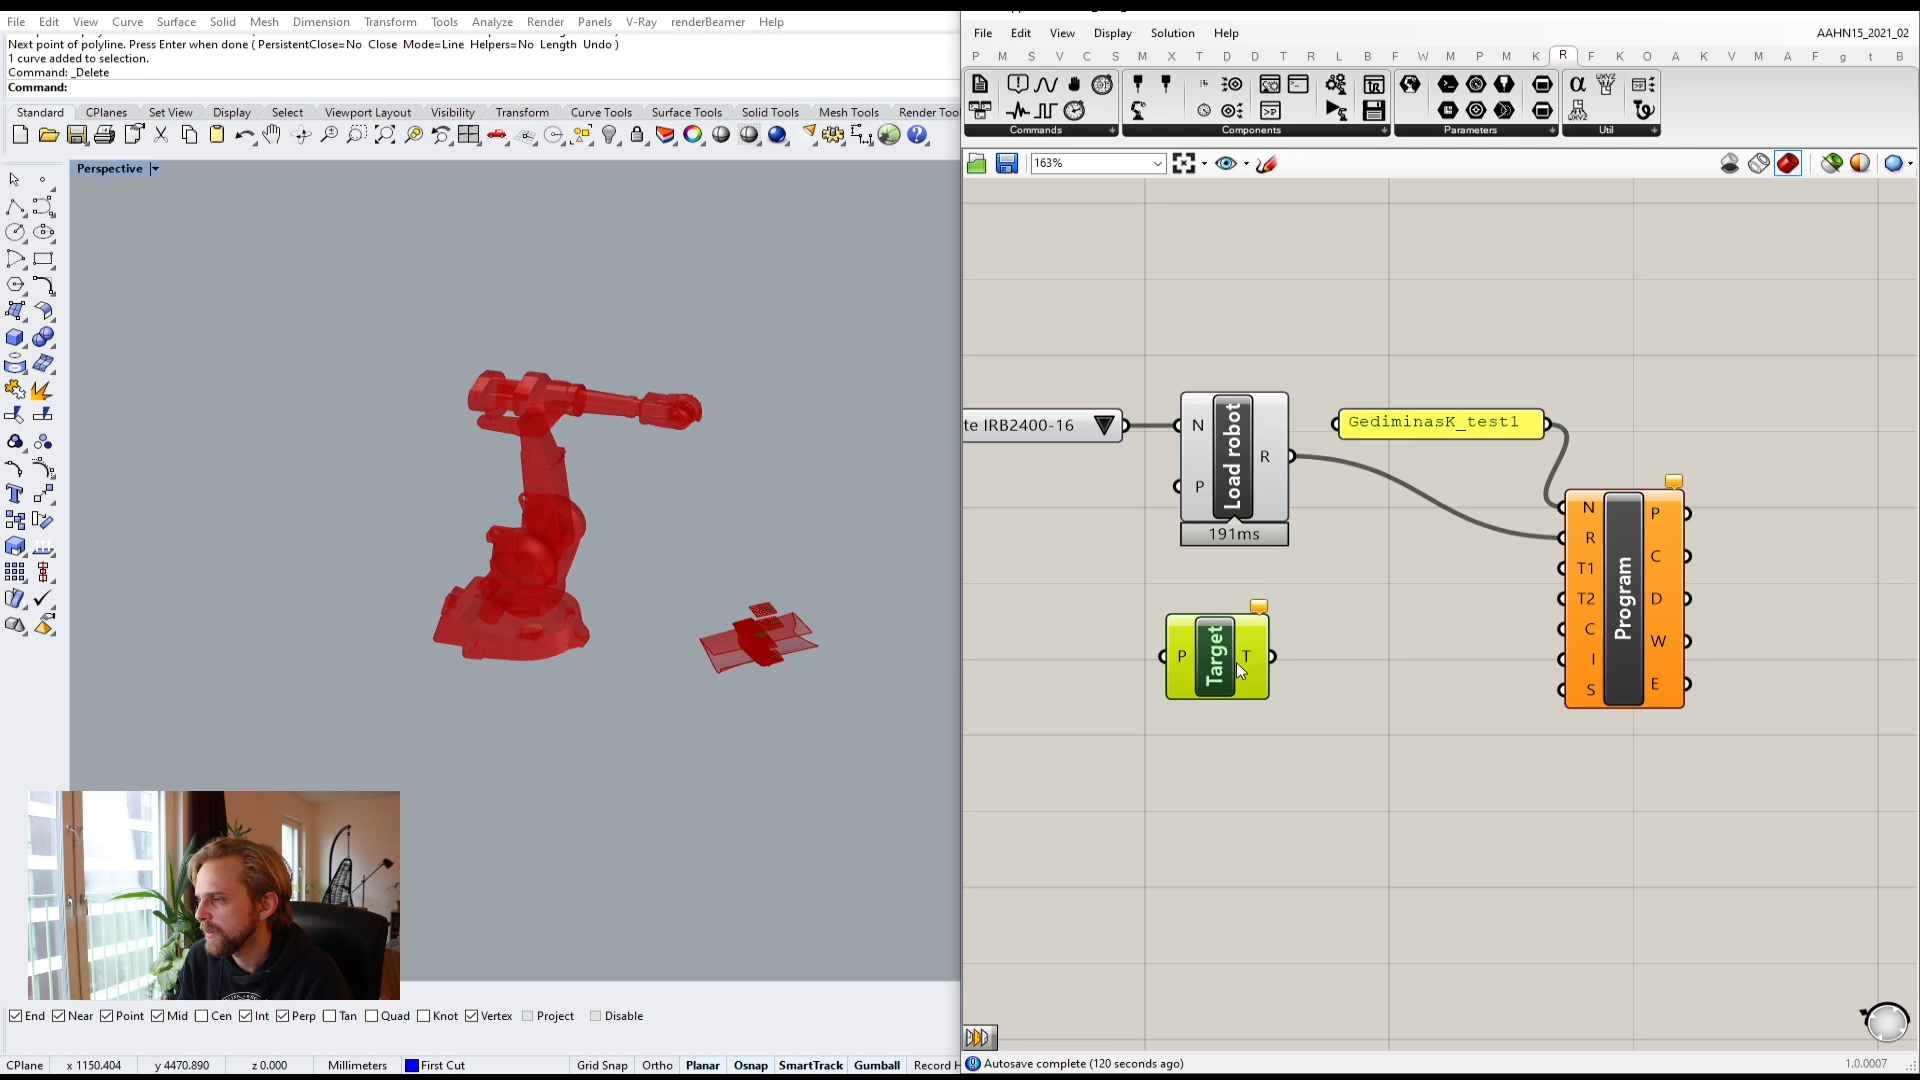 File Edit View Curve Surface Solid Mesh Dimension Transform Tools Analyze Render Panels V-Ray renderBeamer Help
Next point of polyline. Press Enter when done ( PersistentClose=No Close Mode=Line Helpers=No Length Undo )
1 curve added to selection.
Command: _Delete
Command:
Standard CPlanes Set View Display Select Viewport Layout Visibility Transform Curve Tools Surface Tools Solid Tools Mesh Tools Render Too
Perspective
File Edit View Display Solution Help AAHN15_2021_02
P M S V C S M X T D D T R L B F W M P M K R F K O A K V M A F g t B
Commands Components Parameters Util
163%
te IRB2400-16
N Load robot R
P
191ms
GediminasK_test1
P Target T
N P
R
T1 C
T2 D
C W
I
S E
Program
End Near Point Mid Cen Int Perp Tan Quad Knot Vertex Project Disable
CPlane x 1150.404 y 4470.890 z 0.000 Millimeters First Cut Grid Snap Ortho Planar Osnap SmartTrack Gumball Record H
Autosave complete (120 seconds ago) 1.0.0007